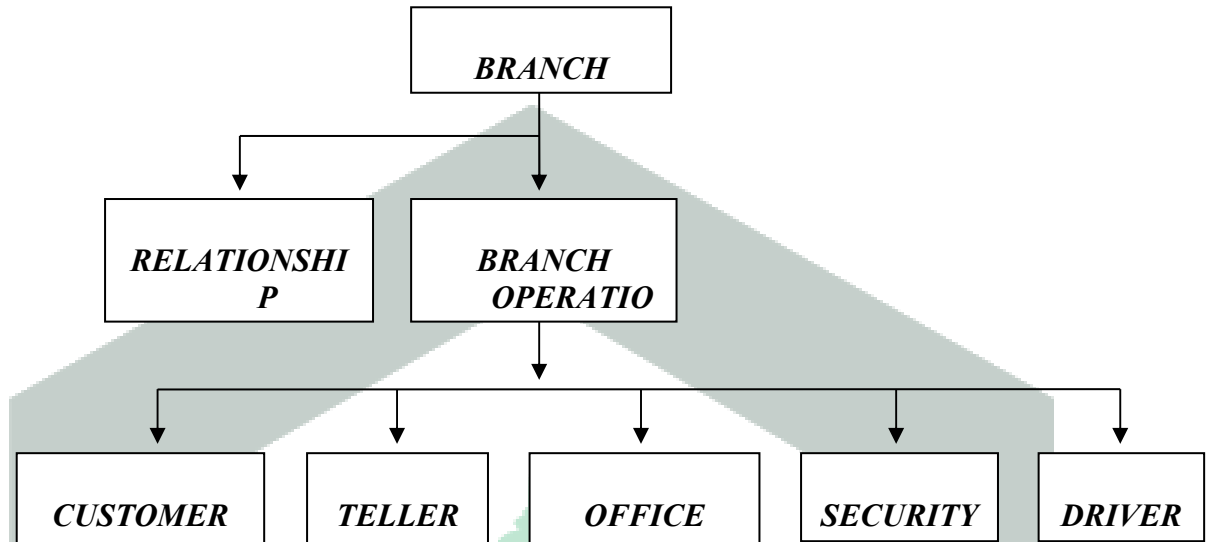 BRANCH
RELATIONSHI
P
BRANCH
OPERATIO
CUSTOMER
TELLER
OFFICE
SECURITY
DRIVER